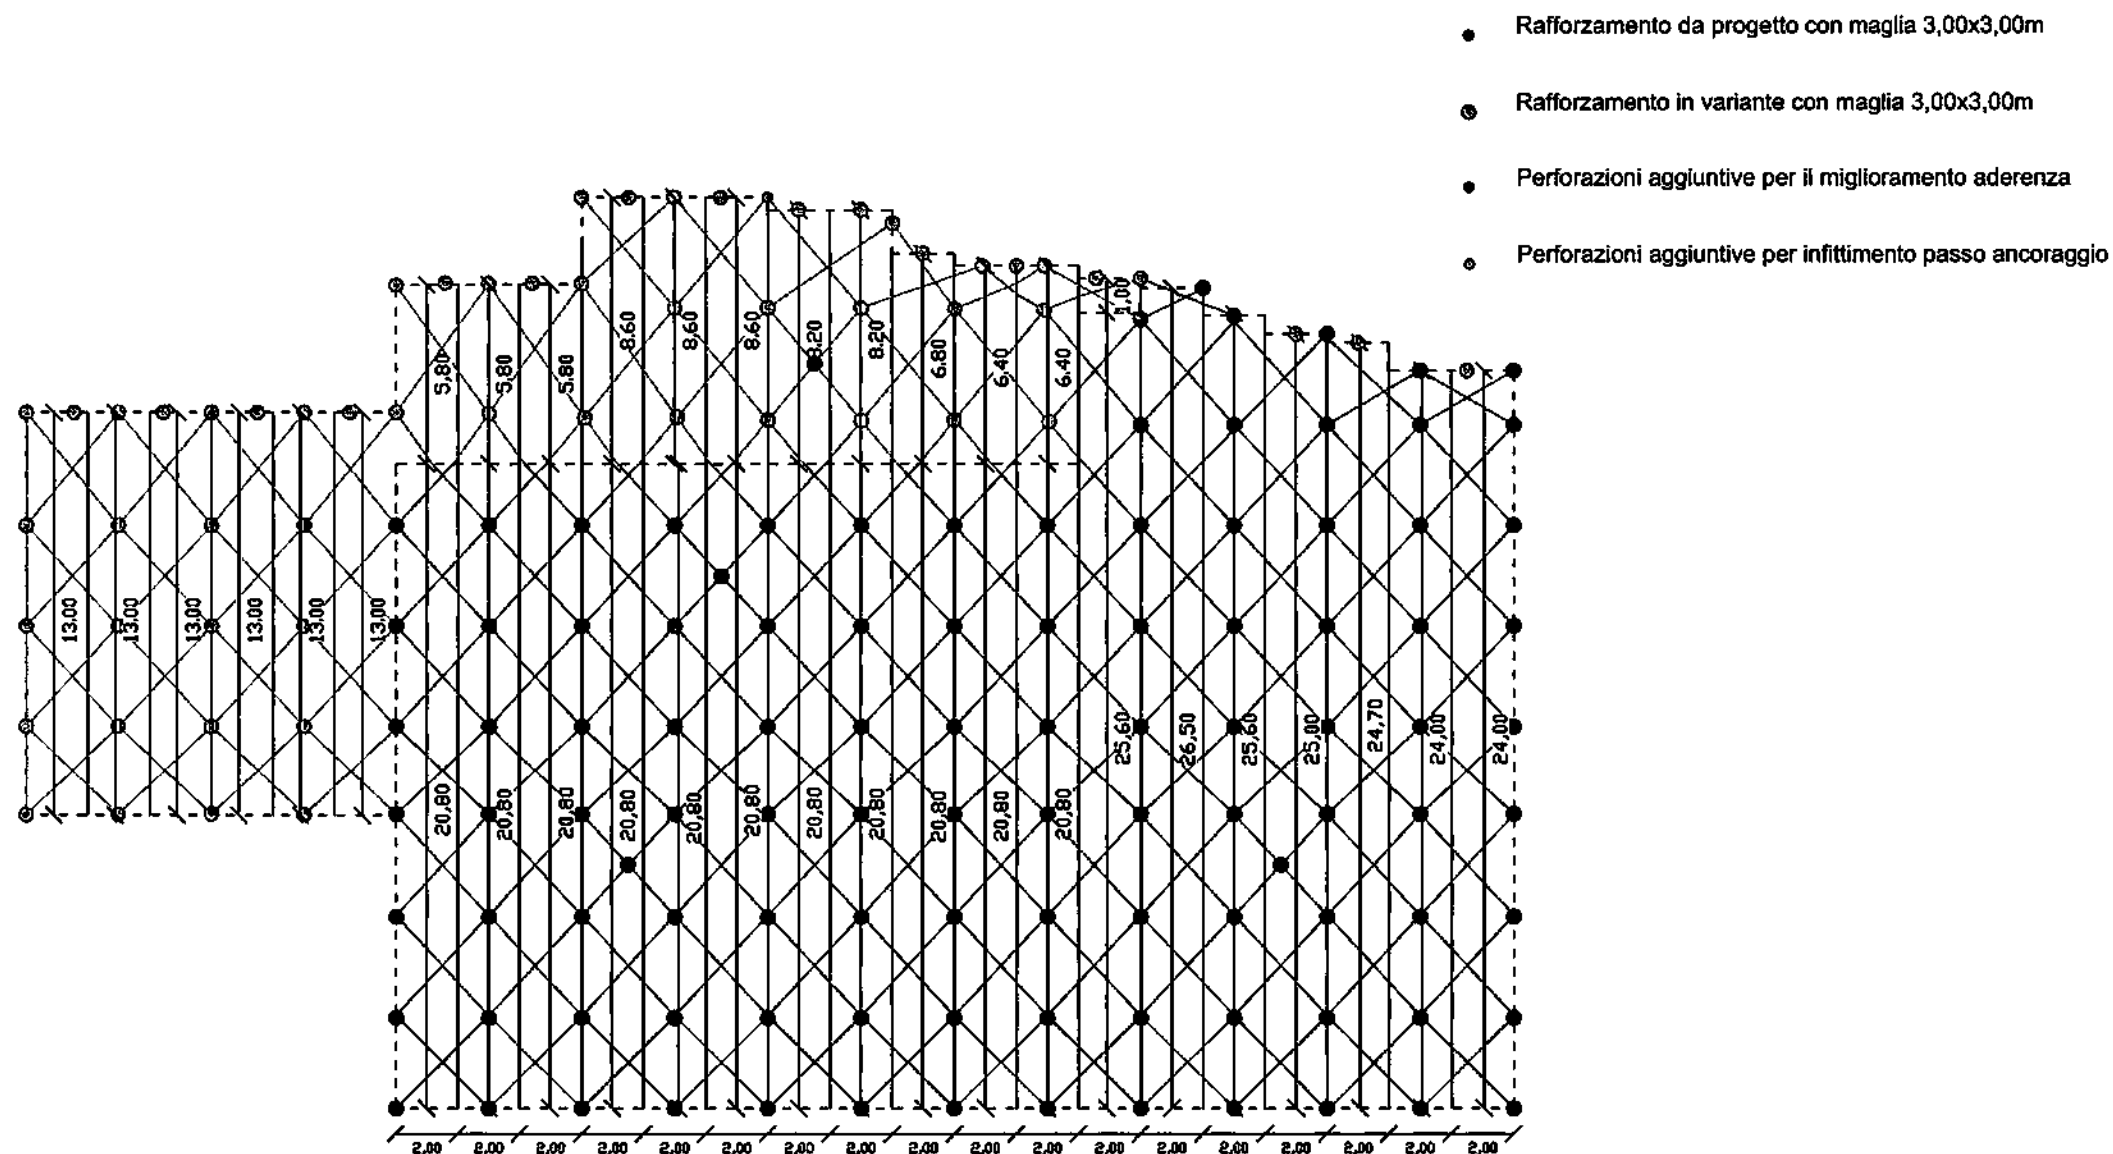 Rafforzamento da progetto con maglia 3,00x3,00m
Rafforzamento in variante con maglia 3,00x3,00m
Perforazioni aggiuntive per il miglioramento aderenza
Perforazioni aggiuntive per infittimento passo ancoraggio
5,80 5,80 5,80 8.60 8.60 8.60 8.20 8.20 6.80 6.40 6.40 1,00
13.00 13.00 13.00 13.00 13.00 13.00
25,60 26,50 25,60 25,00 24,70 24,00 24,00
20,80 20,80 20,80 20,80 20,80 20,80 20,80 20,80 20,80 20,80 20,80
2,00 2,00 2,00 2,00 2,00 2,00 2,00 2,00 2,00 2,00 2,00 2,00 2,00 2,00 2,00 2,00 2,00 2,00